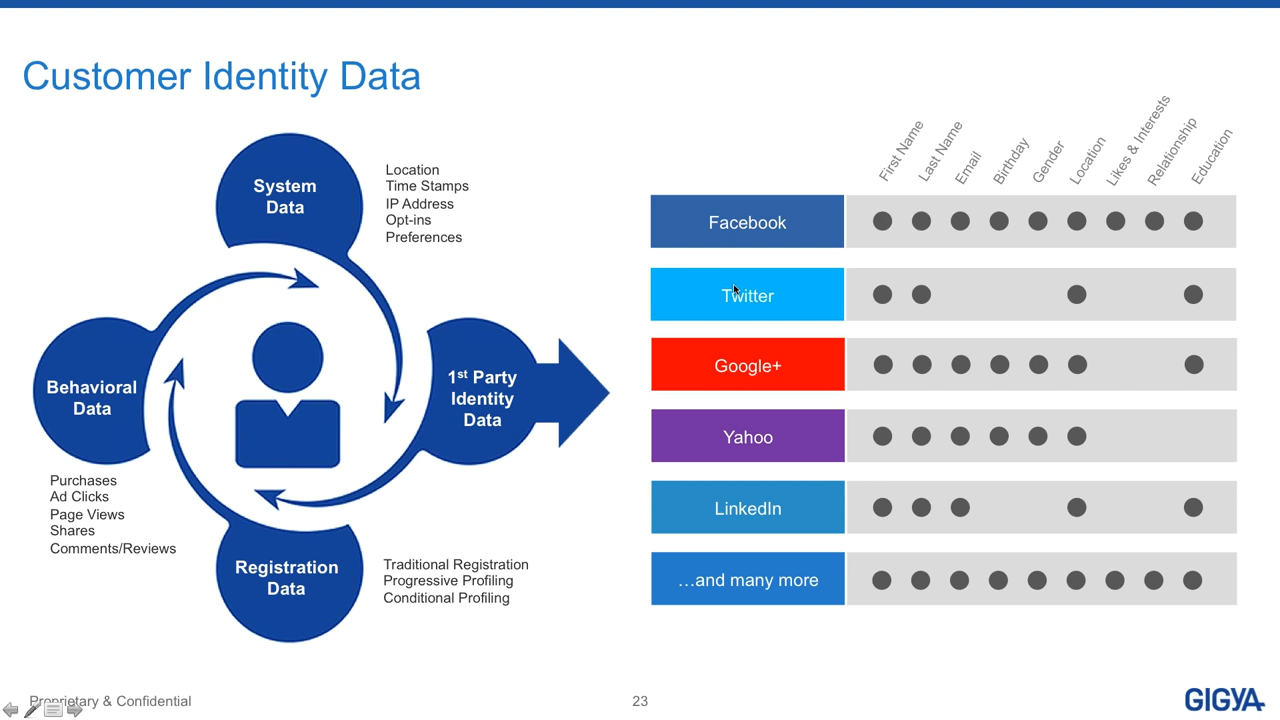 Customer Identity Data
System
Data
Location
Time Stamps
IP Address
Opt-ins
Preferences
Behavioral
Data
Purchases
Ad Clicks
Page Views
Shares
Comments/Reviews
1st Party
Identity
Data
Registration
Data
Traditional Registration
Progressive Profiling
Conditional Profiling
First Name
Last Name
Email
Birthday
Gender
Location
Likes & Interests
Relationship
Education
Facebook
Twitter
Google+
Yahoo
LinkedIn
…and many more
Proprietary & Confidential
23
GIGYA